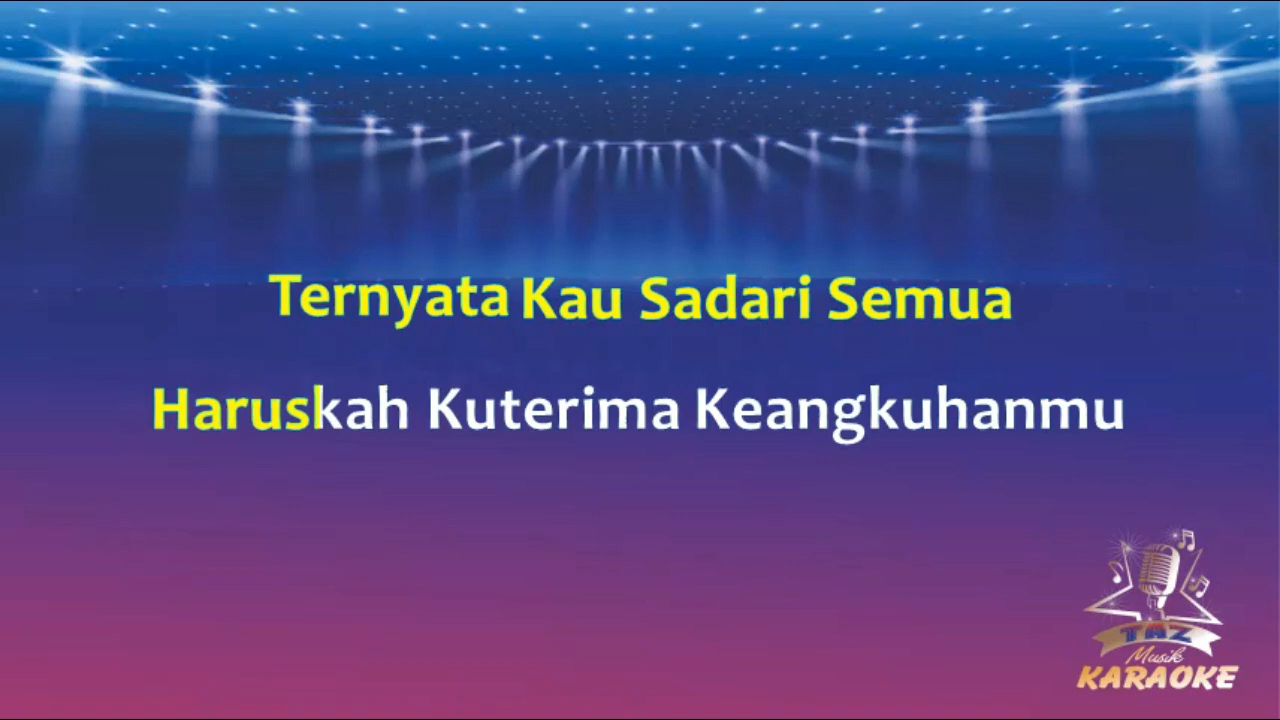 Ternyata Kau Sadari Semua
Haruskah Kuterima Keangkuhanmu
TAZ
Musik
KARAOKE